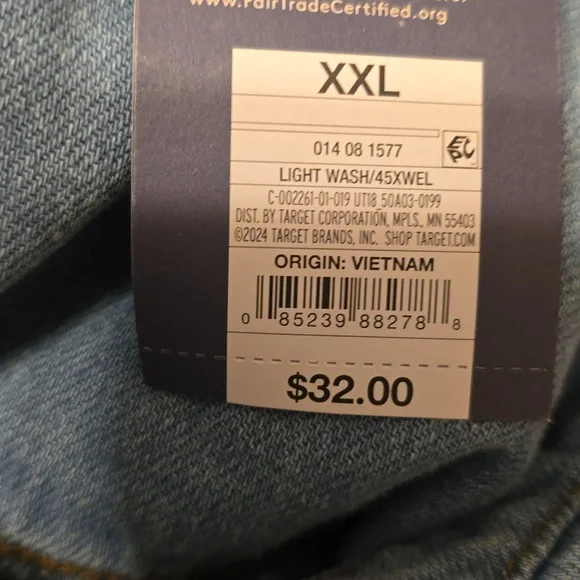 www.FairTradeCertified.org
XXL
014 08 1577
EPC
LIGHT WASH/45XWEL
C-002261-01-019 UT18 50A03-0199
DIST. BY TARGET CORPORATION, MPLS., MN 55403
©2024 TARGET BRANDS, INC. SHOP TARGET.COM
ORIGIN: VIETNAM
0 85239 88278 8
$32.00